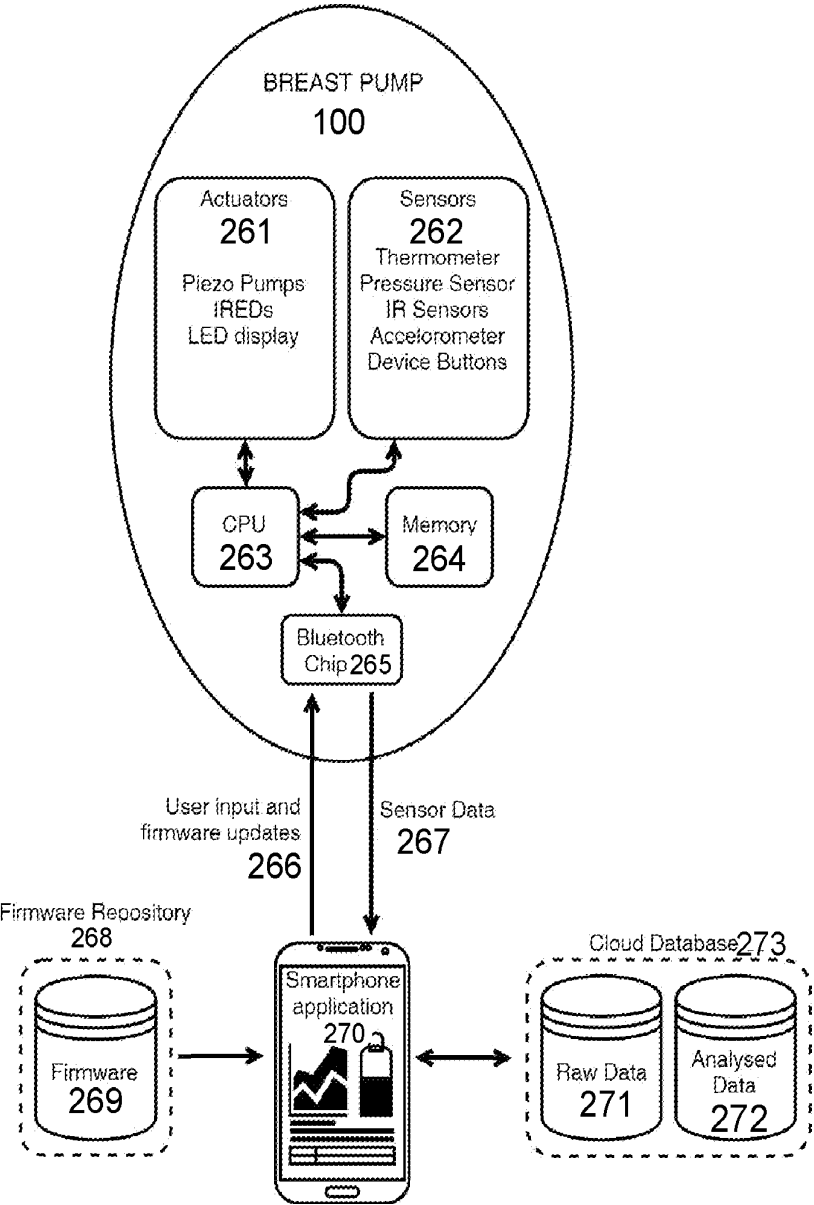 BREAST PUMP
100
Actuators
261
Piezo Pumps
IREDs
LED display
Sensors
262
Thermometer
Pressure Sensor
IR Sensors
Accelorometer
Device Buttons
CPU
263
Memory
264
Bluetooth
Chip 265
User input and
firmware updates
266
Sensor Data
267
Firmware Repository
268
Firmware
269
Smartphone
application
270
Cloud Database 273
Raw Data
271
Analysed
Data
272